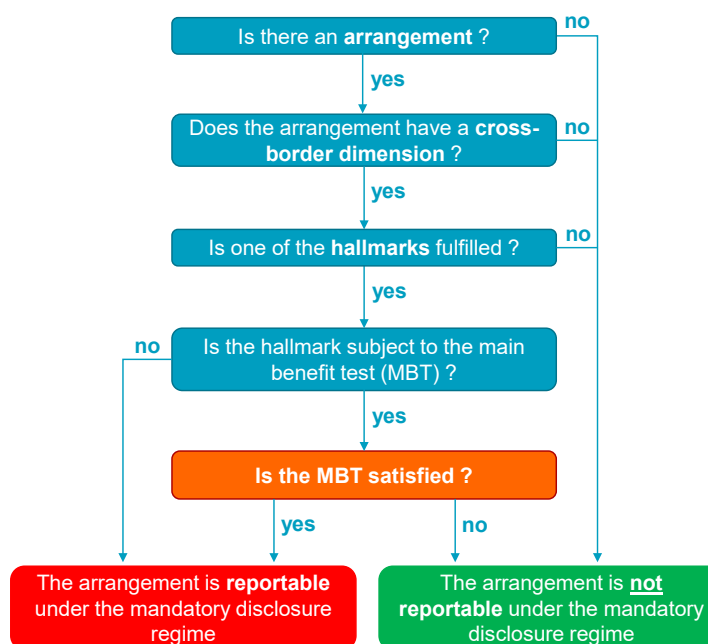 no
Is there an arrangement ?
yes
Does the arrangement have a cross-
border dimension ?
no
yes
Is one of the hallmarks fulfilled ?
no
yes
no
Is the hallmark subject to the main
benefit test (MBT) ?
yes
Is the MBT satisfied ?
yes
no
The arrangement is reportable
under the mandatory disclosure
regime
The arrangement is not
reportable under the mandatory
disclosure regime